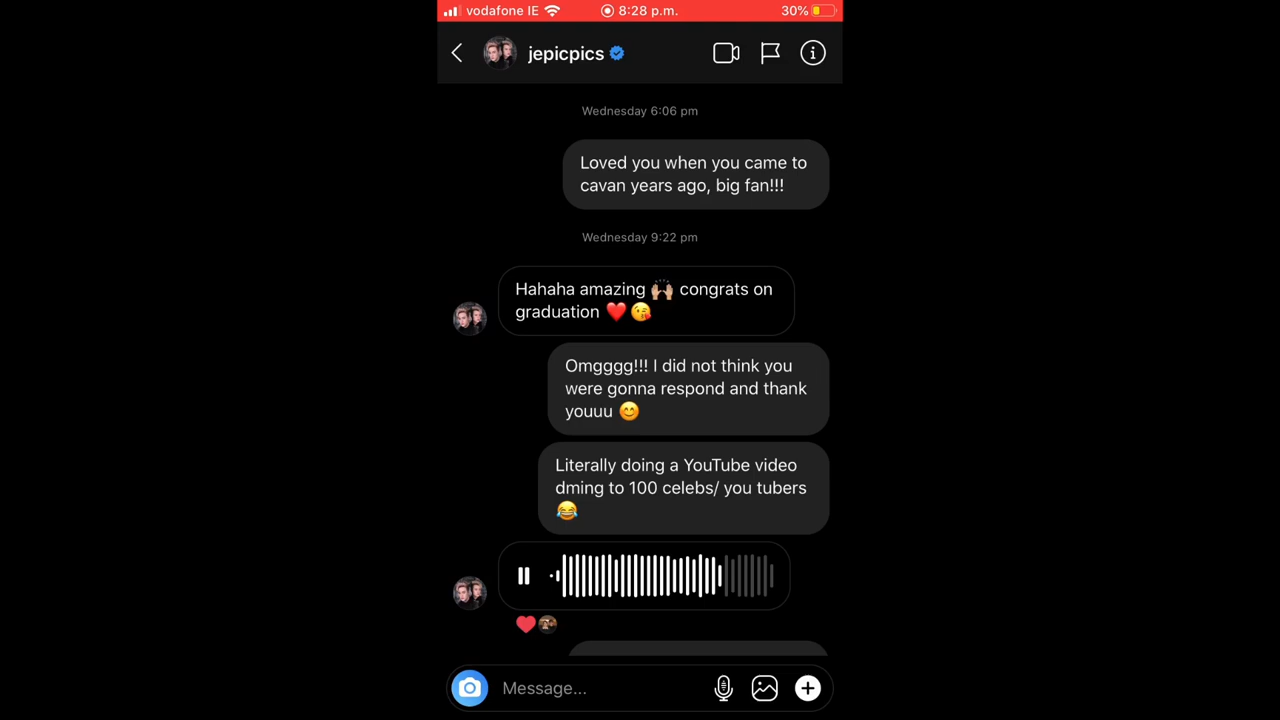 vodafone IE 8:28 p.m. 30%
jepicpics
Wednesday 6:06 pm
Loved you when you came to
cavan years ago, big fan!!!
Wednesday 9:22 pm
Hahaha amazing 🙌🏼 congrats on
graduation ❤️ 😘
Omgggg!!! I did not think you
were gonna respond and thank
youuu 😊
Literally doing a YouTube video
dming to 100 celebs/ you tubers
😂
Message...